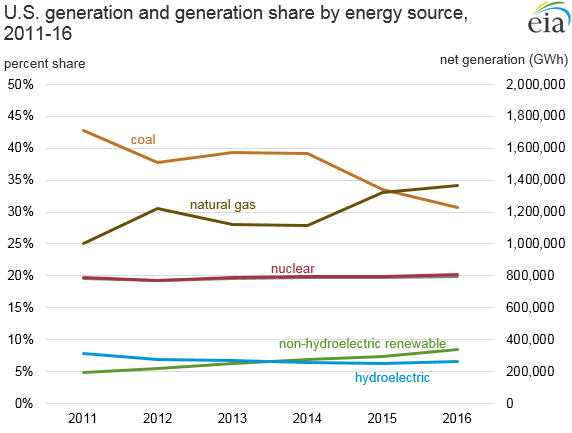 U.S. generation and generation share by energy source,
2011-16
eia
percent share
net generation (GWh)
50% 2,000,000
45% 1,800,000
coal
40% 1,600,000
35% 1,400,000
natural gas
30% 1,200,000
25% 1,000,000
nuclear
20% 800,000
15% 600,000
10% 400,000
non-hydroelectric renewable
5% 200,000
hydroelectric
0% 0
2011 2012 2013 2014 2015 2016